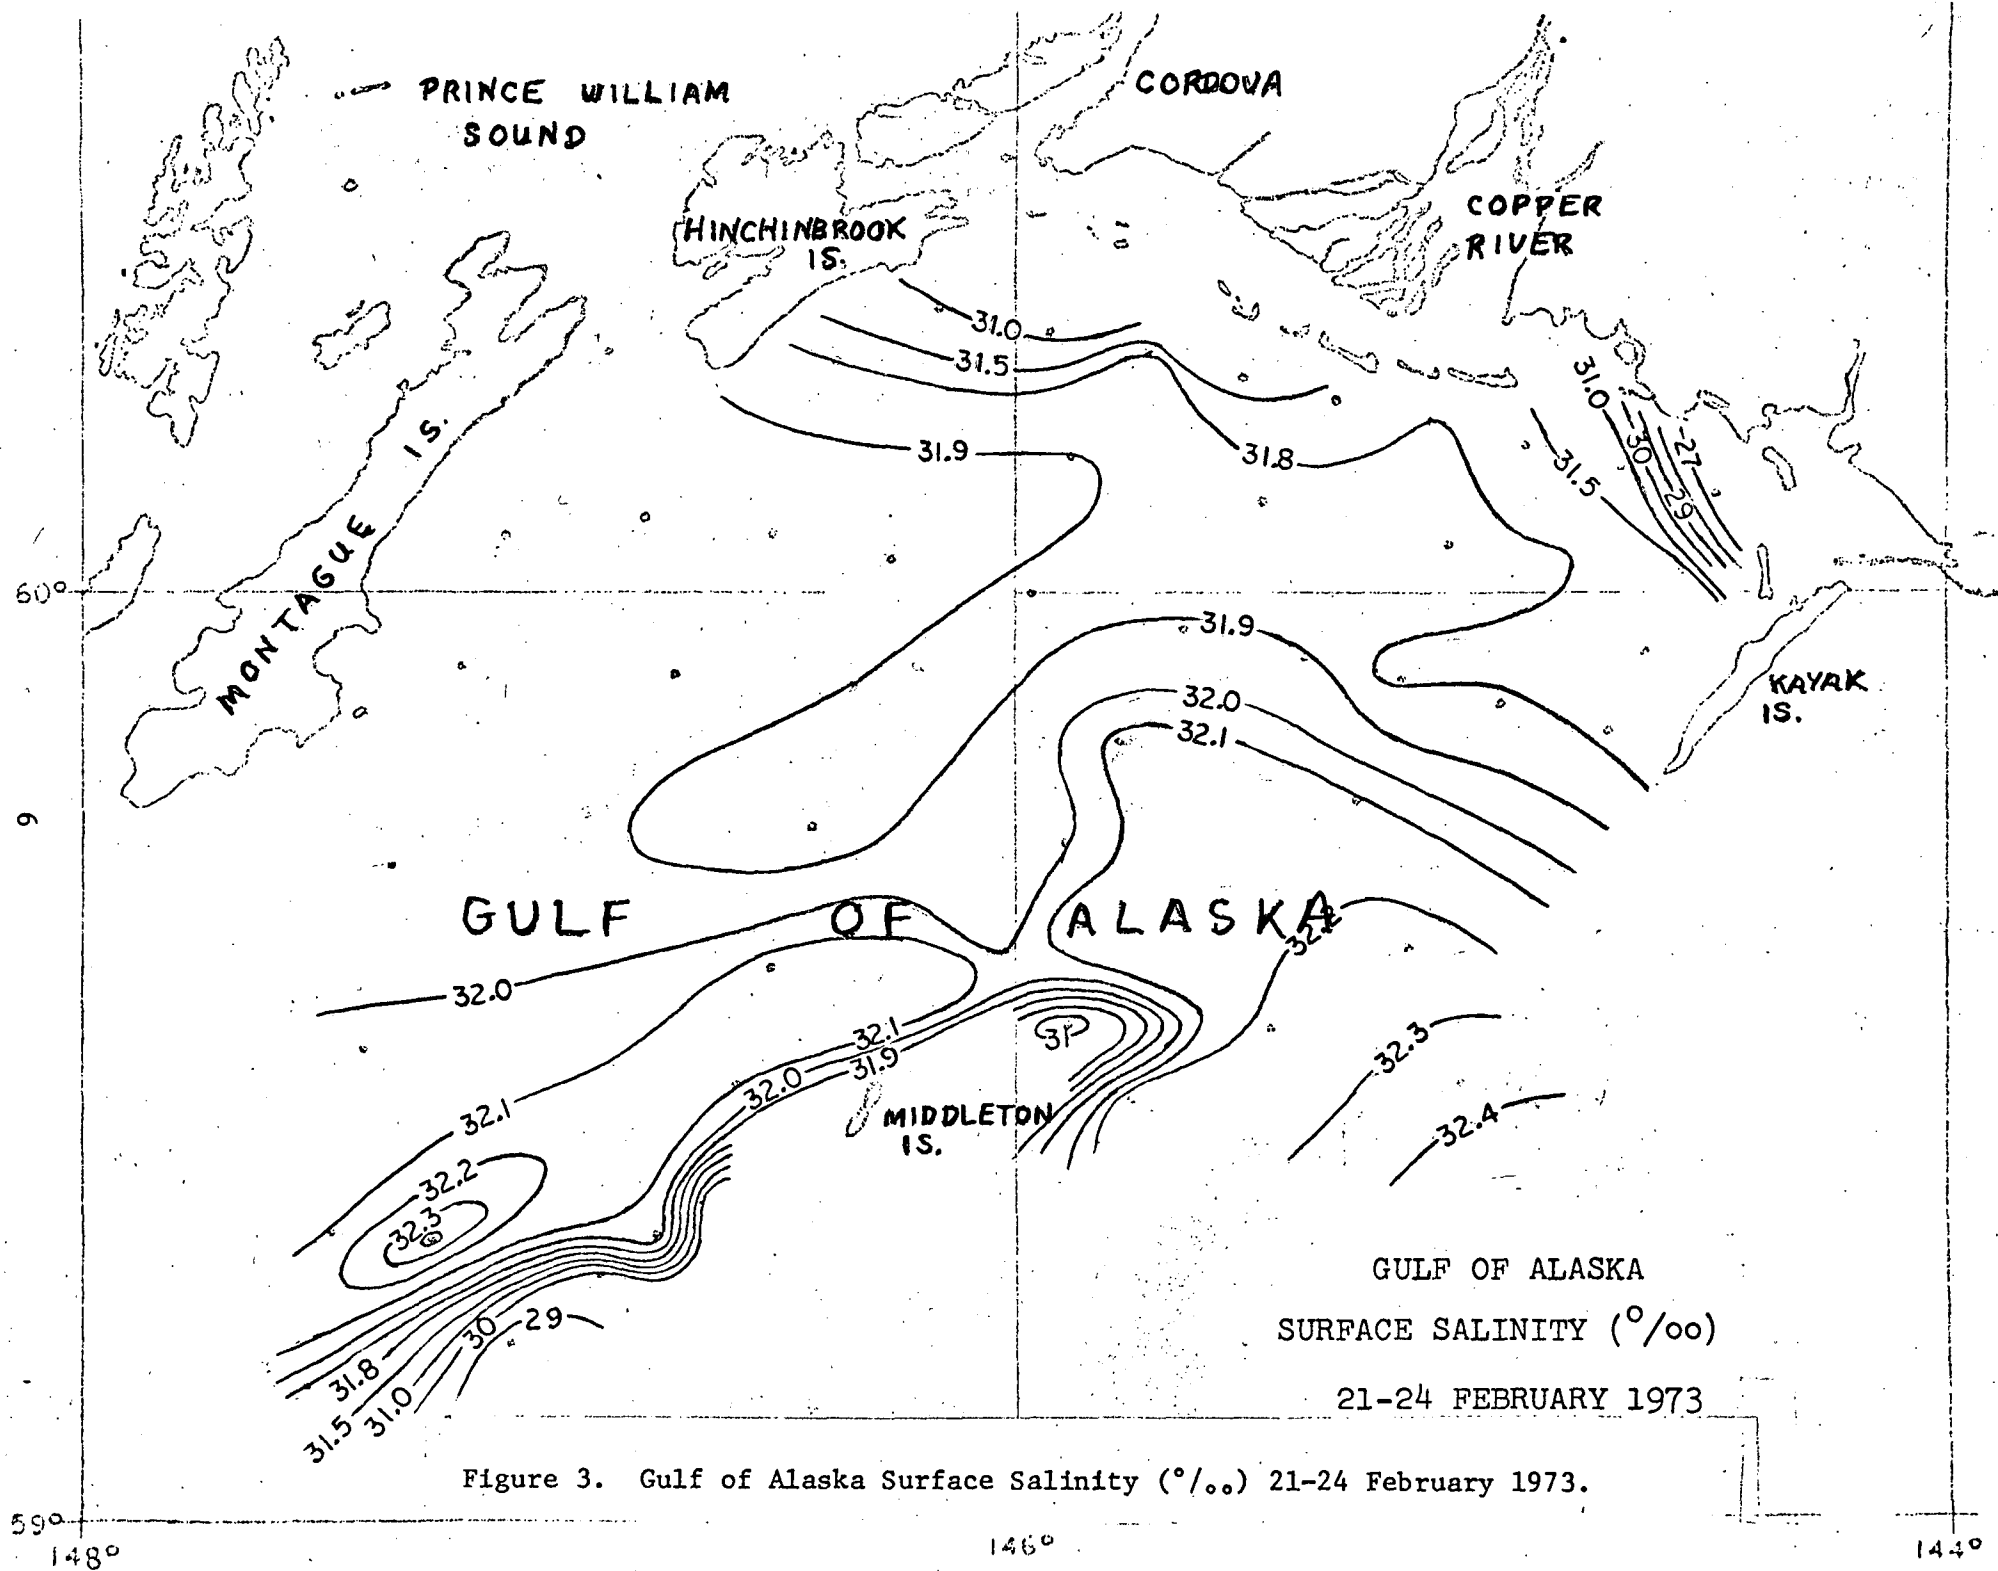 PRINCE WILLIAM
SOUND
CORDOVA
COPPER
RIVER
HINCHINBROOK
IS.
31.0
31.5
31.0
IS.
31.9
31.8
30
27
31.5
29
MONTAGUE
60°
31.9
KAYAK
IS.
32.0
32.1
9
GULF OF ALASKA
32.2
32.0
31
32.1
31.9
32.3
32.0
32.1
MIDDLETON
IS.
32.4
32.2
32.3
GULF OF ALASKA
29
30
SURFACE SALINITY (°/oo)
31.8
31.0
31.5
21-24 FEBRUARY 1973
Figure 3. Gulf of Alaska Surface Salinity (°/oo) 21-24 February 1973.
59°
148°
146°
144°